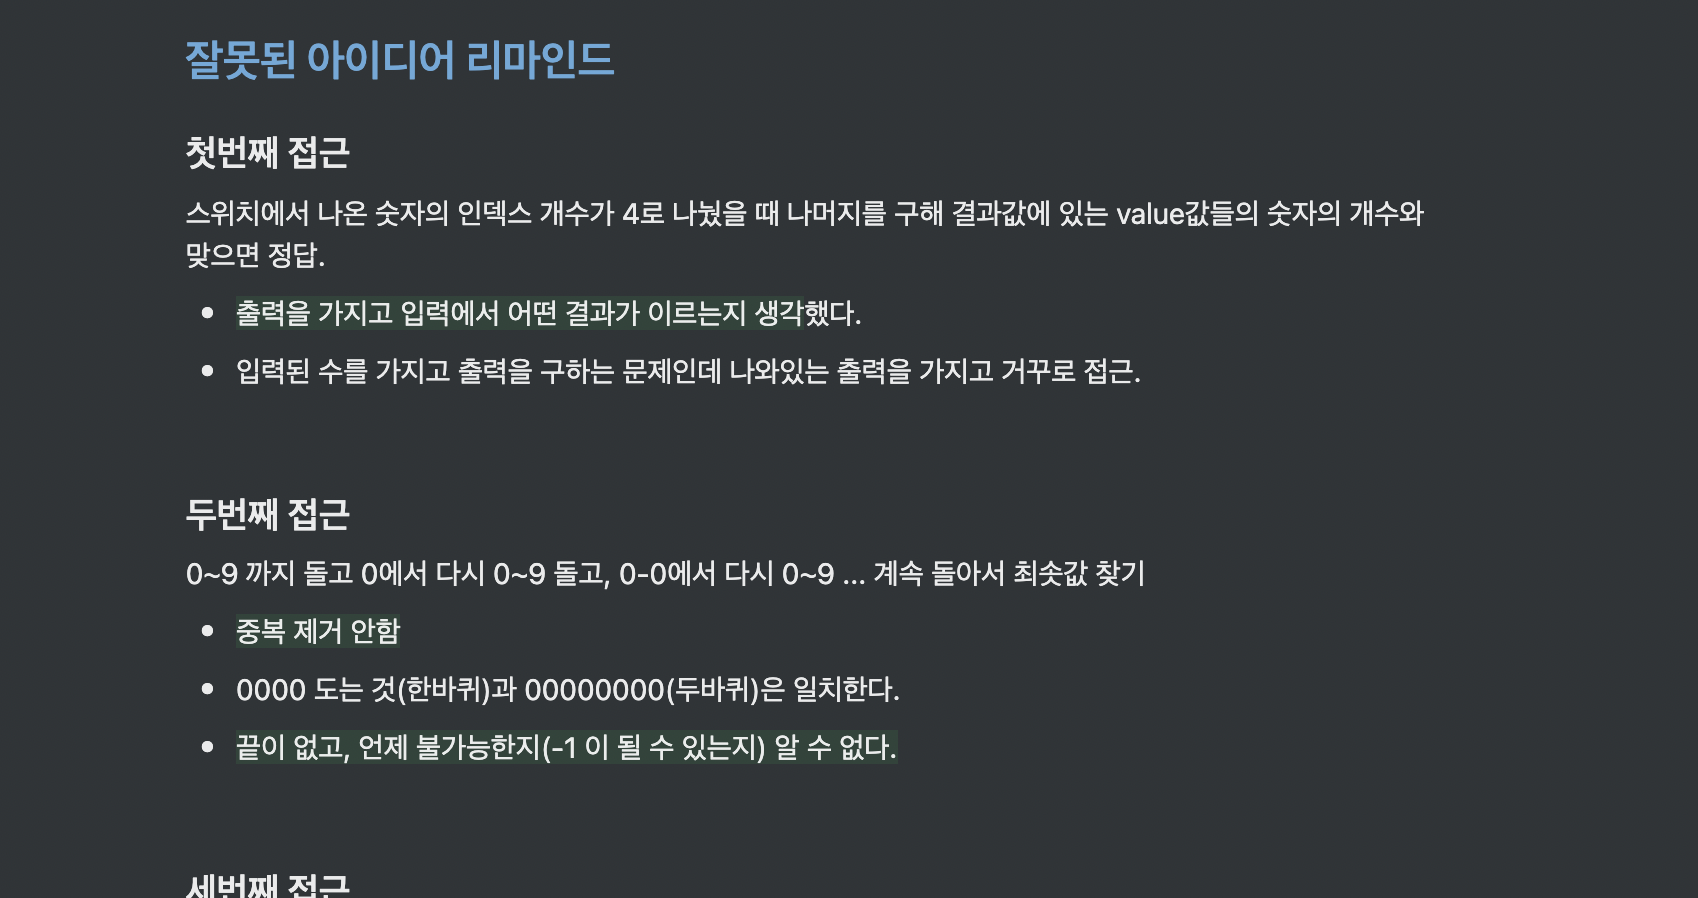 잘못된 아이디어 리마인드
첫번째 접근
스위치에서 나온 숫자의 인덱스 개수가 4로 나눴을 때 나머지를 구해 결과값에 있는 value값들의 숫자의 개수와
맞으면 정답.
• 출력을 가지고 입력에서 어떤 결과가 이르는지 생각했다.
• 입력된 수를 가지고 출력을 구하는 문제인데 나와있는 출력을 가지고 거꾸로 접근.
두번째 접근
0~9 까지 돌고 0에서 다시 0~9 돌고, 0-0에서 다시 0~9 ... 계속 돌아서 최솟값 찾기
• 중복 제거 안함
• 0000 도는 것(한바퀴)과 00000000(두바퀴)은 일치한다.
• 끝이 없고, 언제 불가능한지(-1 이 될 수 있는지) 알 수 없다.
세번째 접근